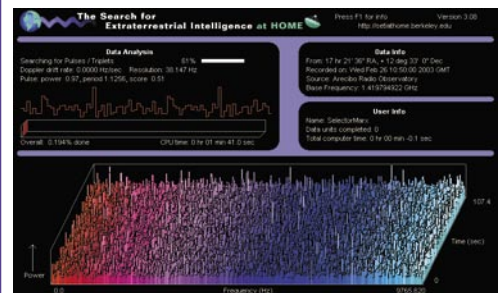 The Search for
Extraterrestrial Intelligence at HOME
Press F1 for info
Version 3.08
http://setiathome.berkeley.edu
Data Analysis
Searching for Pulses / Triplets 61%
Doppler drift rate: 0.0000 Hz/sec Resolution: 38.147 Hz
Pulse: power 0.97, period 1.1256, score 0.51
Overall: 0.194% done CPU time: 0 hr 01 min 41.0 sec
Data Info
From: 17 hr 21' 36" RA, + 12 deg 33' 0" Dec
Recorded on: Wed Feb 26 10:50:00 2003 GMT
Source: Arecibo Radio Observatory
Base Frequency: 1.419794922 GHz
User Info
Name: SelectorMarx
Data units completed: 0
Total computer time: 0 hr 00 min -0.1 sec
107.4
Time (sec)
Power
0
0.0 Frequency (Hz) 9765.625